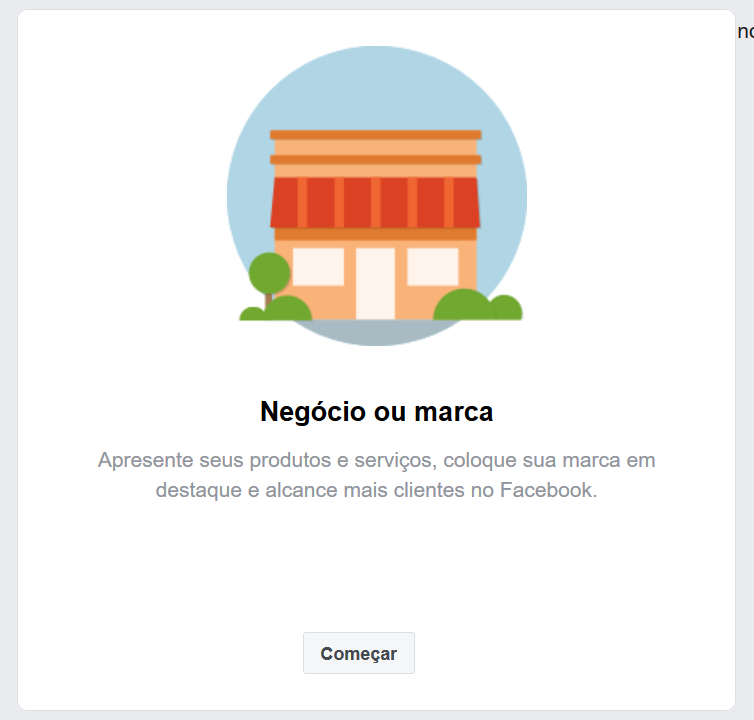 Negócio ou marca
Apresente seus produtos e serviços, coloque sua marca em
destaque e alcance mais clientes no Facebook.
Começar